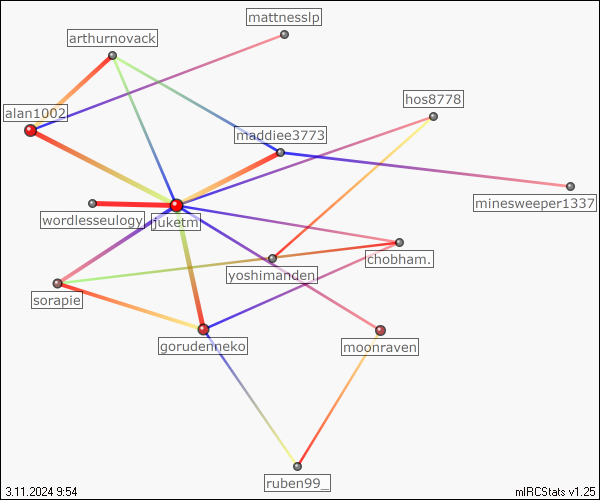 mattnesslp
arthurnovack
hos8778
alan1002
maddiee3773
minesweeper1337
wordlesseulogy
juketm
chobham.
yoshimanden
sorapie
gorudenneko
moonraven
ruben99_
3.11.2024 9:54
mIRCStats v1.25